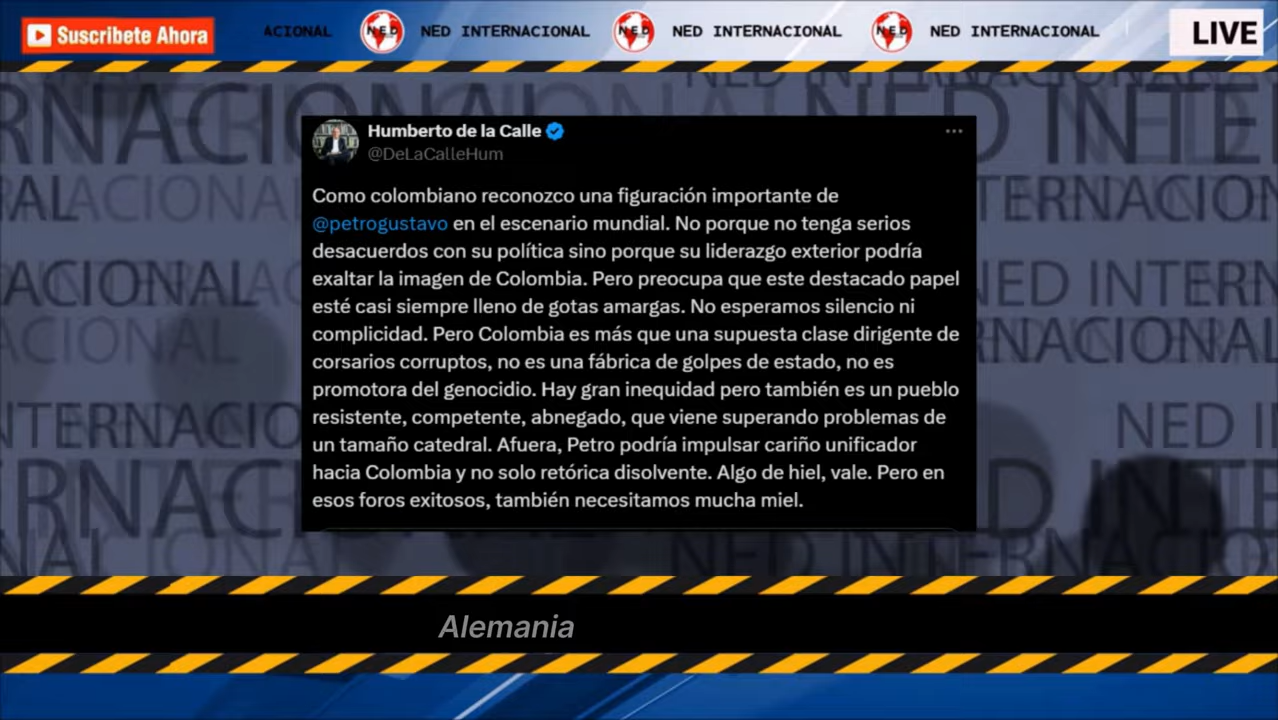 Suscribete Ahora
ACIONAL NED NED INTERNACIONAL NED NED INTERNACIONAL NED NED INTERNACIONAL
LIVE
Humberto de la Calle
@DeLaCalleHum
Como colombiano reconozco una figuración importante de
@petrogustavo en el escenario mundial. No porque no tenga serios
desacuerdos con su política sino porque su liderazgo exterior podría
exaltar la imagen de Colombia. Pero preocupa que este destacado papel
esté casi siempre lleno de gotas amargas. No esperamos silencio ni
complicidad. Pero Colombia es más que una supuesta clase dirigente de
corsarios corruptos, no es una fábrica de golpes de estado, no es
promotora del genocidio. Hay gran inequidad pero también es un pueblo
resistente, competente, abnegado, que viene superando problemas de
un tamaño catedral. Afuera, Petro podría impulsar cariño unificador
hacia Colombia y no solo retórica disolvente. Algo de hiel, vale. Pero en
esos foros exitosos, también necesitamos mucha miel.
Alemania